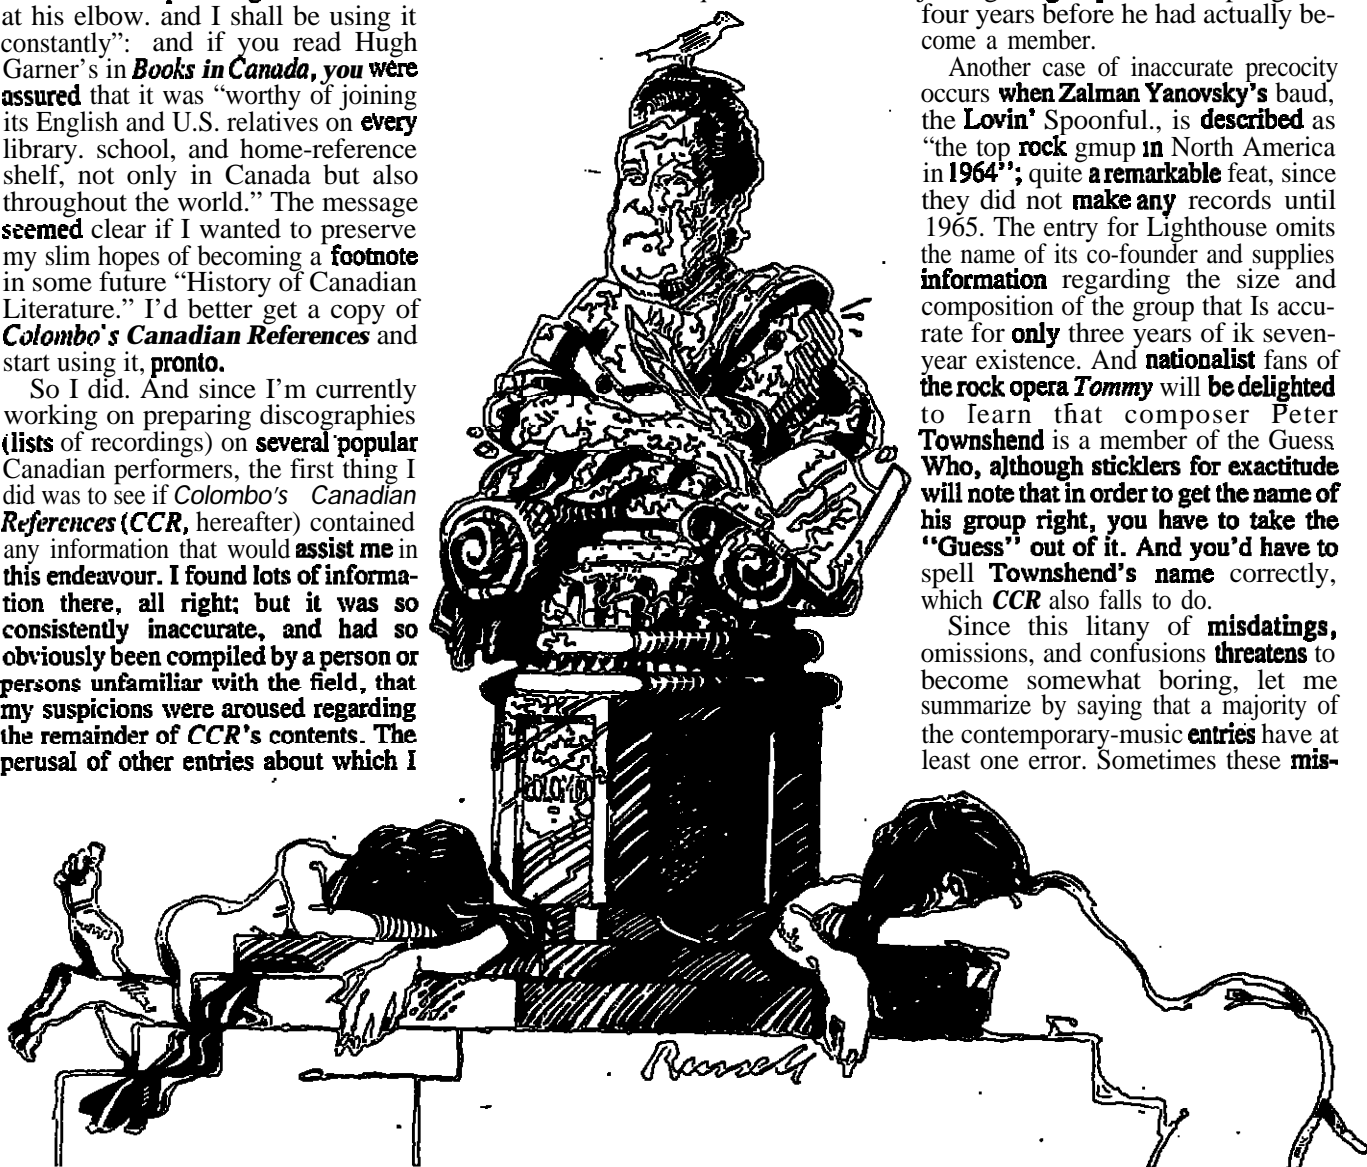 at his elbow. and I shall be using it
constantly”: and if you read Hugh
Garner’s in Books in Canada, you were
assured that it was “worthy of joining
its English and U.S. relatives on every
library. school, and home-reference
shelf, not only in Canada but also
throughout the world.” The message
seemed clear if I wanted to preserve
my slim hopes of becoming a footnote
in some future “History of Canadian
Literature.” I’d better get a copy of
Colombo's Canadian References and
start using it, pronto.
So I did. And since I’m currently
working on preparing discographies
(lists of recordings) on several popular
Canadian performers, the first thing I
did was to see if Colombo’s Canadian
References (CCR, hereafter) contained
any information that would assist me in
this endeavour. I found lots of informa-
tion there, all right; but it was so
consistently inaccurate, and had so
obviously been compiled by a person or
persons unfamiliar with the field, that
my suspicions were aroused regarding
the remainder of CCR's contents. The
perusal of other entries about which I
four years before he had actually be-
come a member.
Another case of inaccurate precocity
occurs when Zalman Yanovsky’s baud,
the Lovin’ Spoonful., is described as
“the top rock gmup in North America
in 1964”; quite a remarkable feat, since
they did not make any records until
1965. The entry for Lighthouse omits
the name of its co-founder and supplies
information regarding the size and
composition of the group that Is accu-
rate for only three years of ik seven-
year existence. And nationalist fans of
the rock opera Tommy will be delighted
to learn that composer Peter
Townshend is a member of the Guess
Who, although sticklers for exactitude
will note that in order to get the name of
his group right, you have to take the
“Guess” out of it. And you’d have to
spell Townshend’s name correctly,
which CCR also falls to do.
Since this litany of misdatings,
omissions, and confusions threatens to
become somewhat boring, let me
summarize by saying that a majority of
the contemporary-music entries have at
least one error. Sometimes these mis-
COLOMBO
Russell